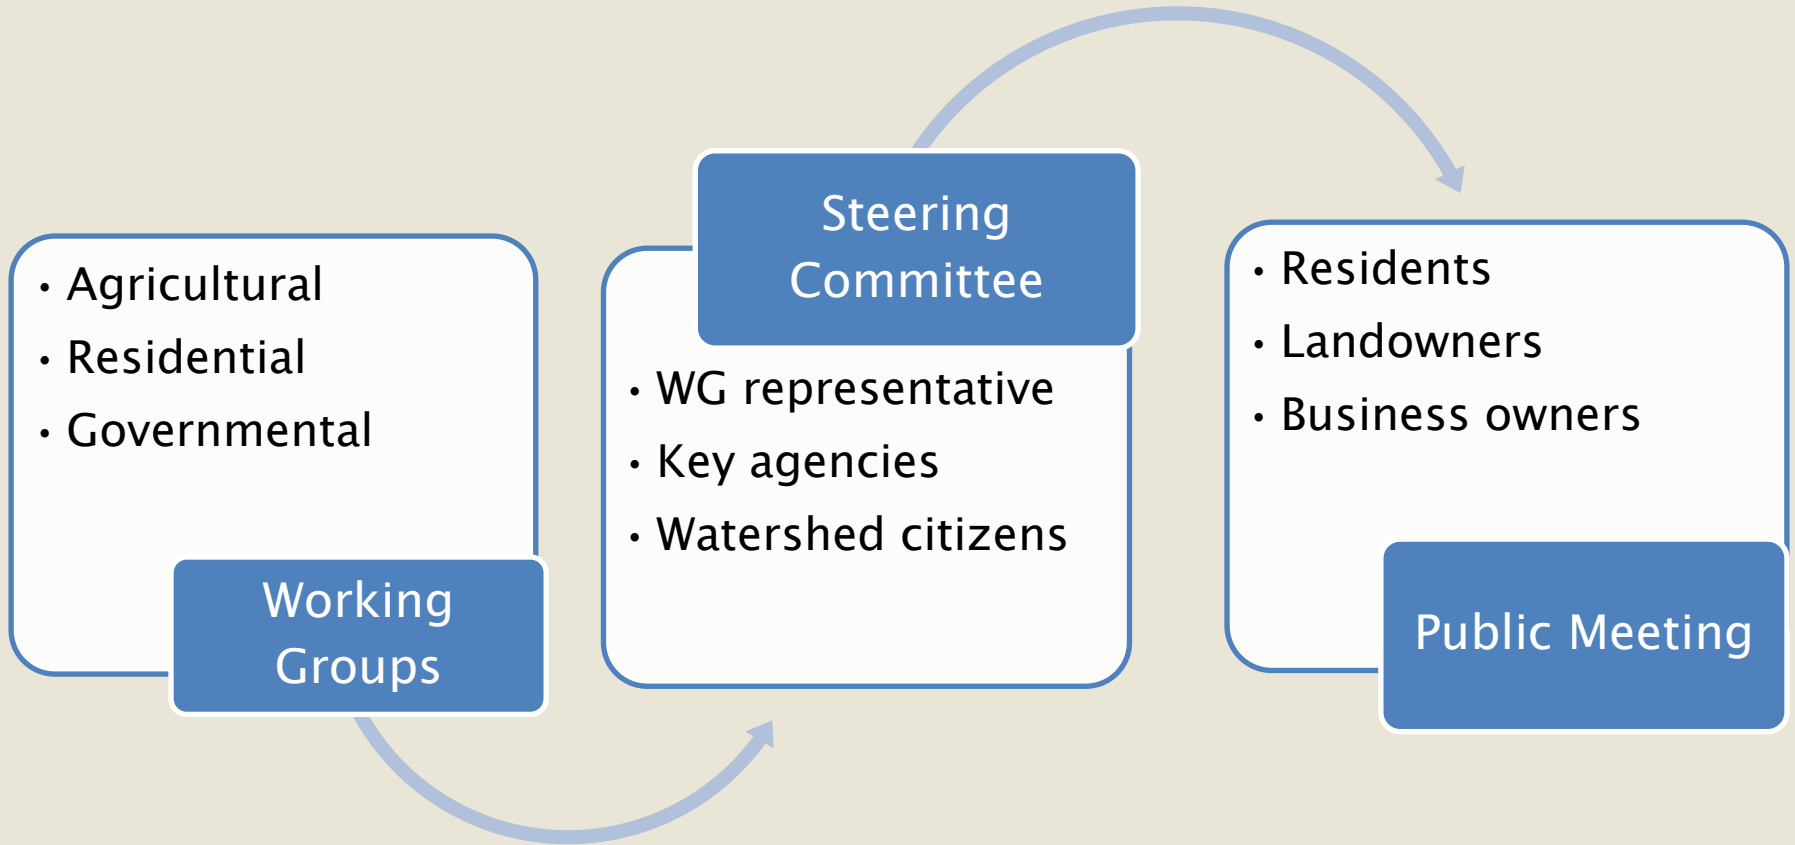 • Agricultural
• Residential
• Governmental
Working
Groups
Steering
Committee
• WG representative
• Key agencies
• Watershed citizens
• Residents
• Landowners
• Business owners
Public Meeting